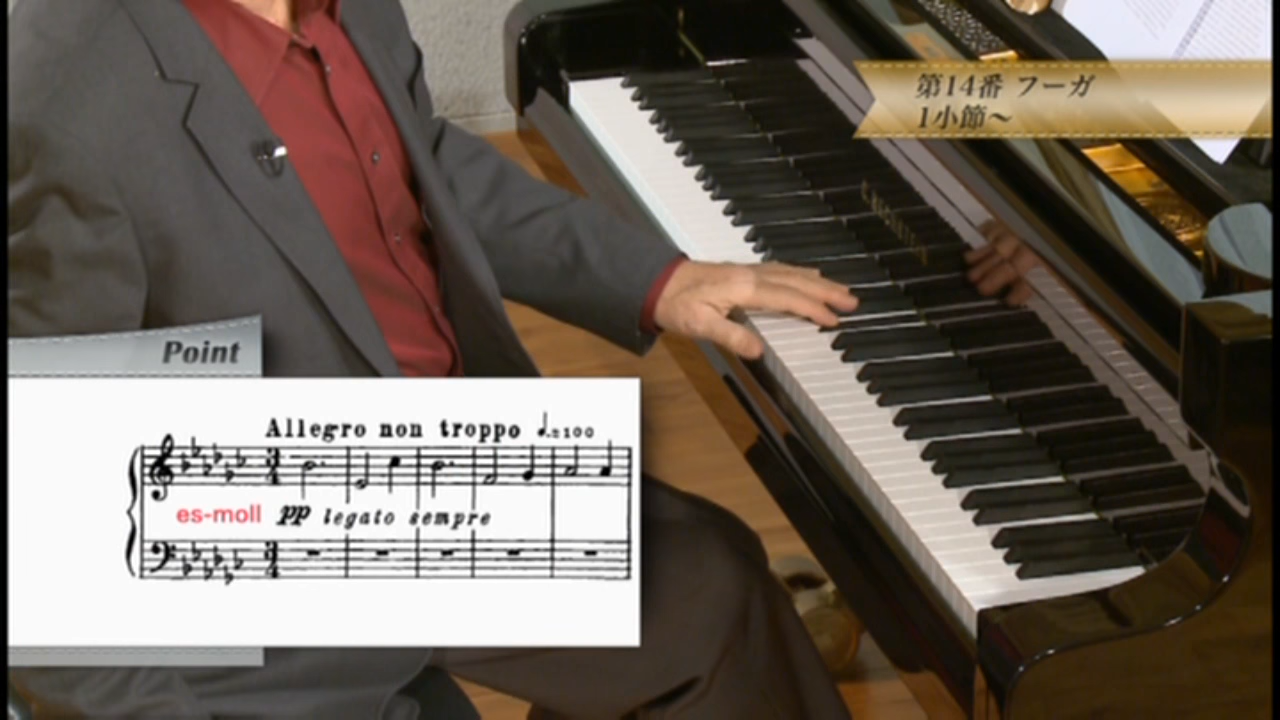 第14番 フーガ
1小節～
Point
Allegro non troppo ♩.=100
es-moll
pp legato sempre